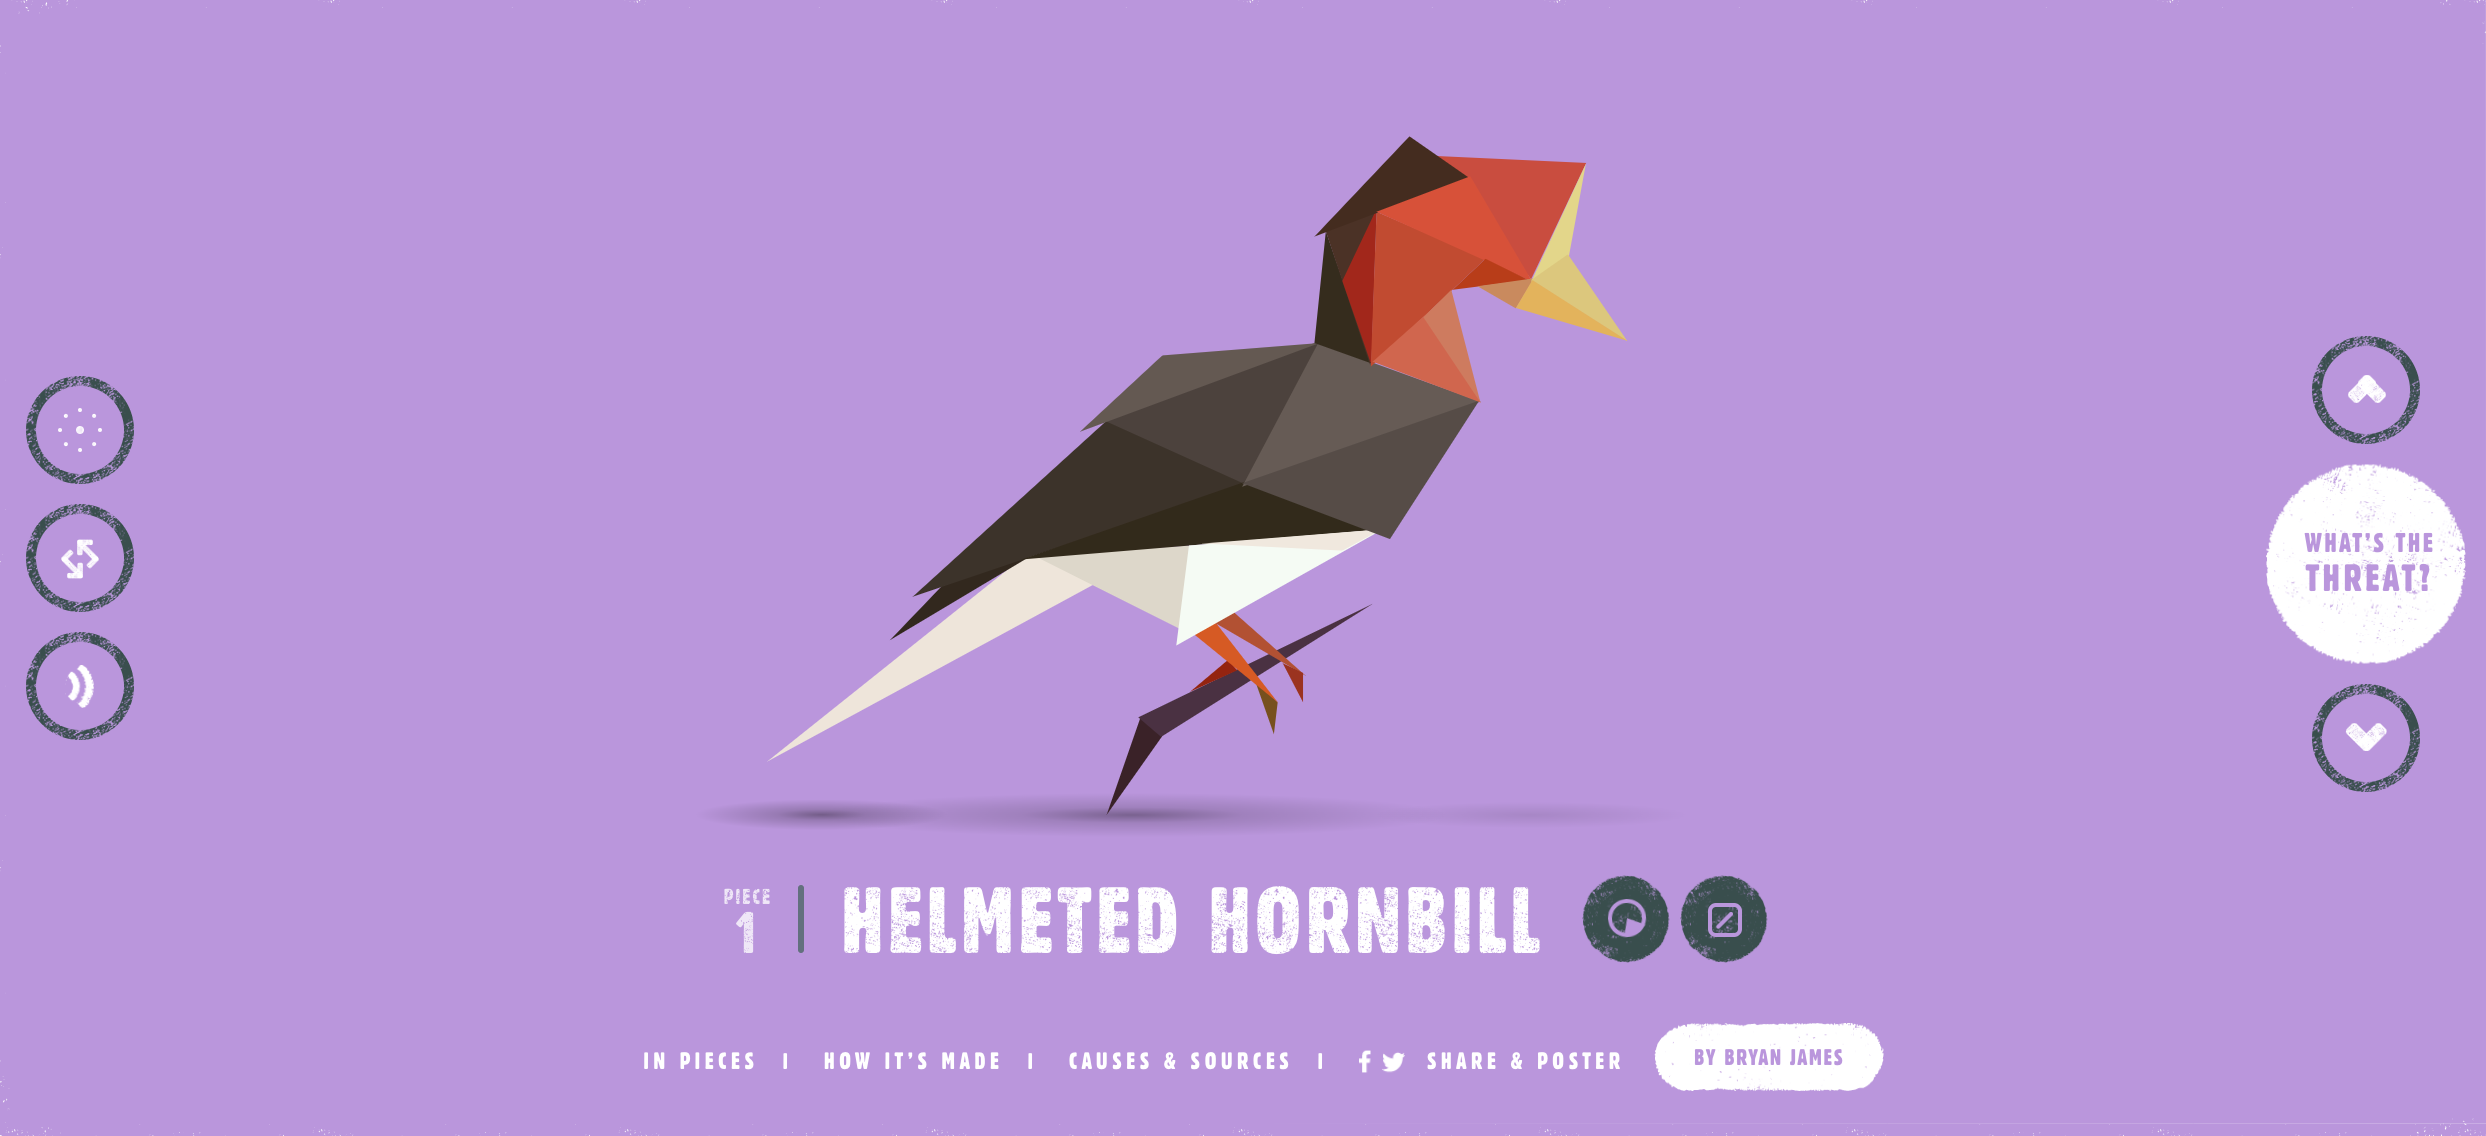 WHAT'S THE
THREAT?
PIECE
1
HELMETED HORNBILL
IN PIECES | HOW IT'S MADE | CAUSES & SOURCES | SHARE & POSTER
BY BRYAN JAMES